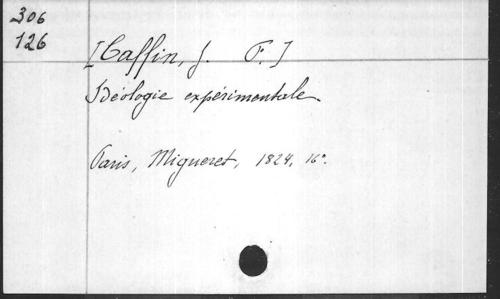 306
126
[Caffin, J. F.]
Idéologie expérimentale.
Paris, Migneret, 1824, 16°.